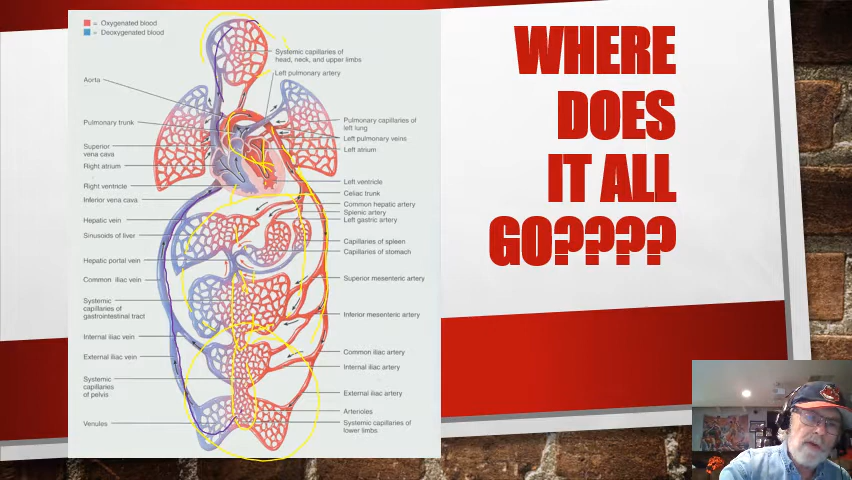 = Oxygenated blood
= Deoxygenated blood
Systemic capillaries of
head, neck, and upper limbs
Left pulmonary artery
Aorta
Pulmonary trunk
Superior
vena cava
Right atrium
Right ventricle
Inferior vena cava
Hepatic vein
Sinusoids of liver
Hepatic portal vein
Common iliac vein
Systemic
capillaries of
gastrointestinal tract
Internal iliac vein
External iliac vein
Systemic
capillaries
of pelvis
Venules
Pulmonary capillaries of
left lung
Left pulmonary veins
Left atrium
Left ventricle
Celiac trunk
Common hepatic artery
Splenic artery
Left gastric artery
Capillaries of spleen
Capillaries of stomach
Superior mesenteric artery
Inferior mesenteric artery
Common iliac artery
Internal iliac artery
External iliac artery
Arterioles
Systemic capillaries of
lower limbs
WHERE
DOES
IT ALL
GO????